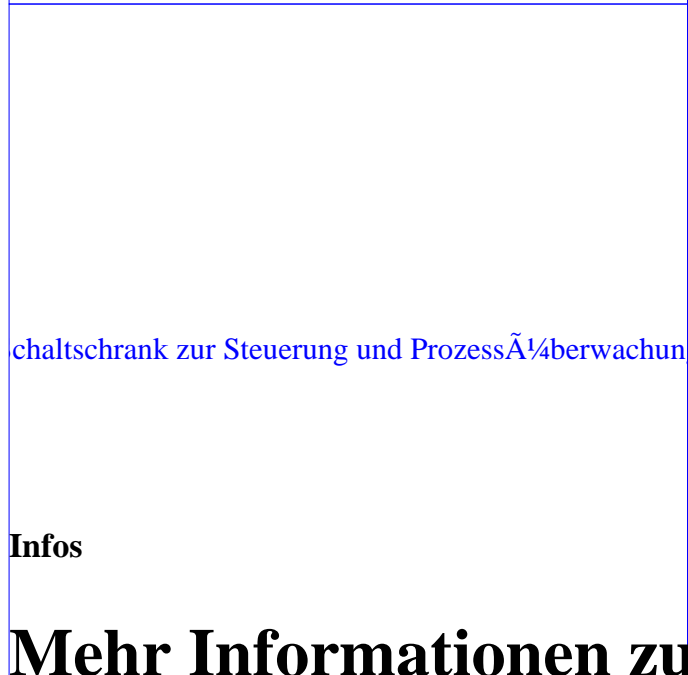 chaltschrank zur Steuerung und ProzessÃ¼berwachun
Infos
Mehr Informationen zu